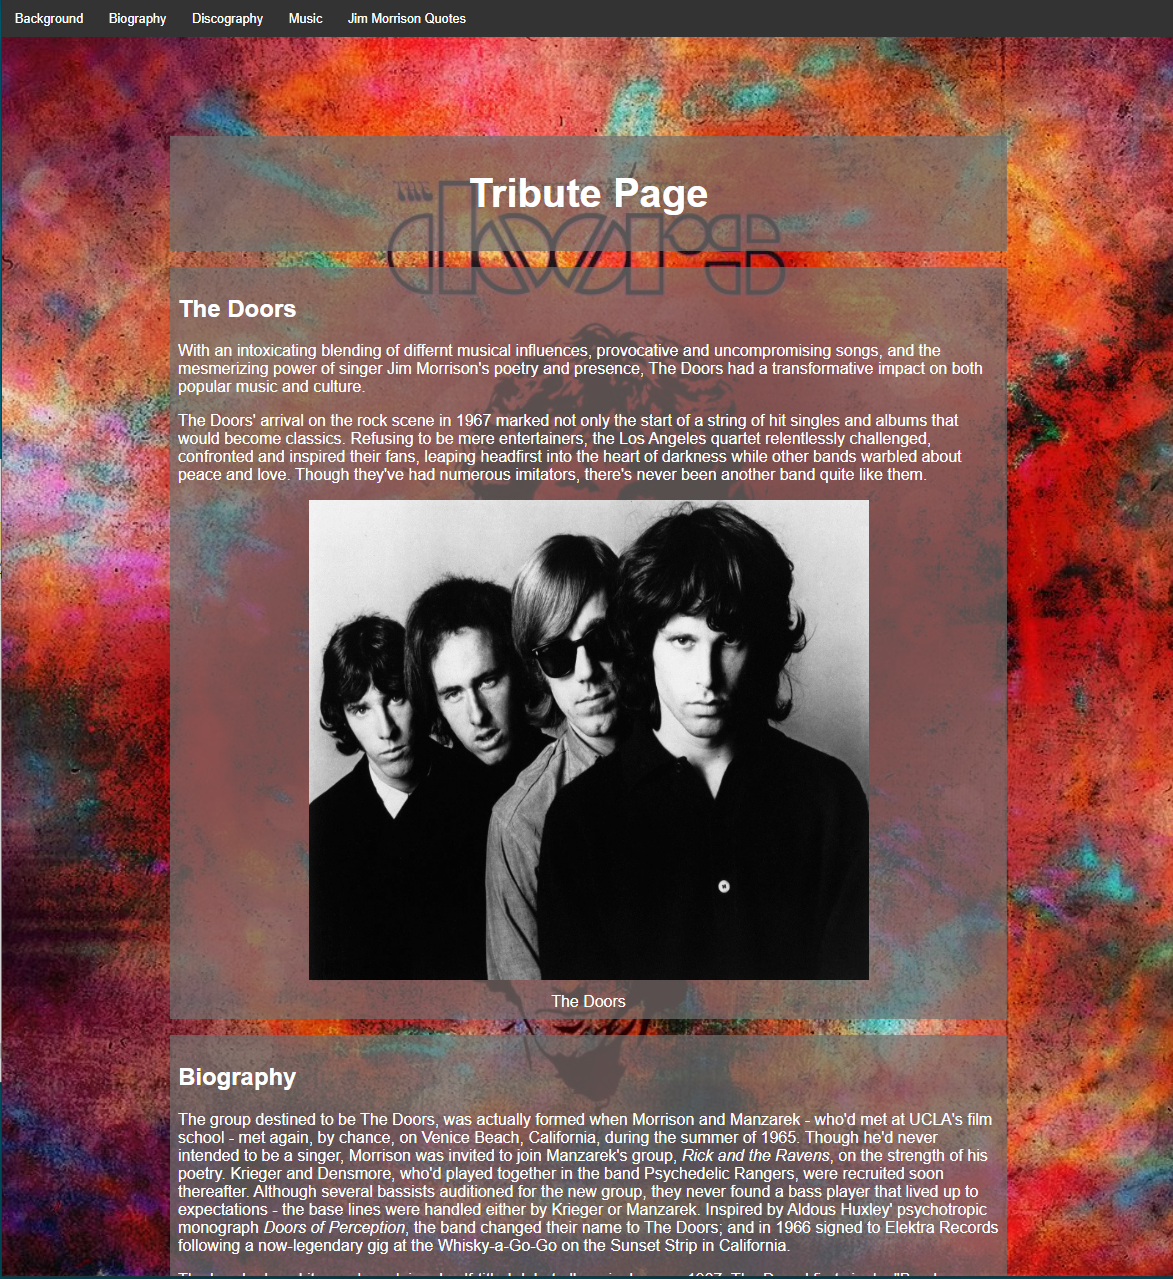 Background Biography Discography Music Jim Morrison Quotes
Tribute Page
THE
doors
The Doors
With an intoxicating blending of differnt musical influences, provocative and uncompromising songs, and the
mesmerizing power of singer Jim Morrison's poetry and presence, The Doors had a transformative impact on both
popular music and culture.
The Doors' arrival on the rock scene in 1967 marked not only the start of a string of hit singles and albums that
would become classics. Refusing to be mere entertainers, the Los Angeles quartet relentlessly challenged,
confronted and inspired their fans, leaping headfirst into the heart of darkness while other bands warbled about
peace and love. Though they've had numerous imitators, there's never been another band quite like them.
The Doors
Biography
The group destined to be The Doors, was actually formed when Morrison and Manzarek - who'd met at UCLA's film
school - met again, by chance, on Venice Beach, California, during the summer of 1965. Though he'd never
intended to be a singer, Morrison was invited to join Manzarek's group, Rick and the Ravens, on the strength of his
poetry. Krieger and Densmore, who'd played together in the band Psychedelic Rangers, were recruited soon
thereafter. Although several bassists auditioned for the new group, they never found a bass player that lived up to
expectations - the base lines were handled either by Krieger or Manzarek. Inspired by Aldous Huxley' psychotropic
monograph Doors of Perception, the band changed their name to The Doors; and in 1966 signed to Elektra Records
following a now-legendary gig at the Whisky-a-Go-Go on the Sunset Strip in California.